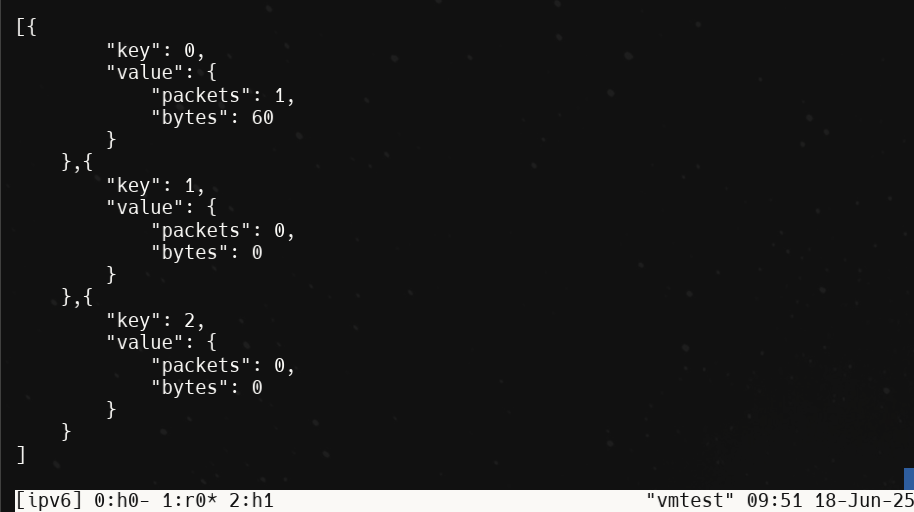 [{
        "key": 0,
        "value": {
            "packets": 1,
            "bytes": 60
        }
    },{
        "key": 1,
        "value": {
            "packets": 0,
            "bytes": 0
        }
    },{
        "key": 2,
        "value": {
            "packets": 0,
            "bytes": 0
        }
    }
]
[ipv6] 0:h0- 1:r0* 2:h1 "vmtest" 09:51 18-Jun-25